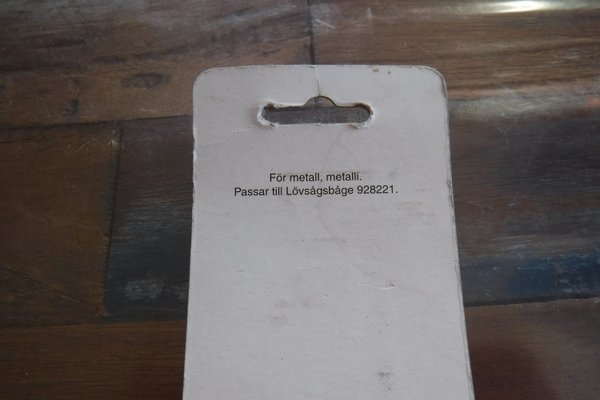 För metall, metalli.
Passar till Lövsågsbåge 928221.